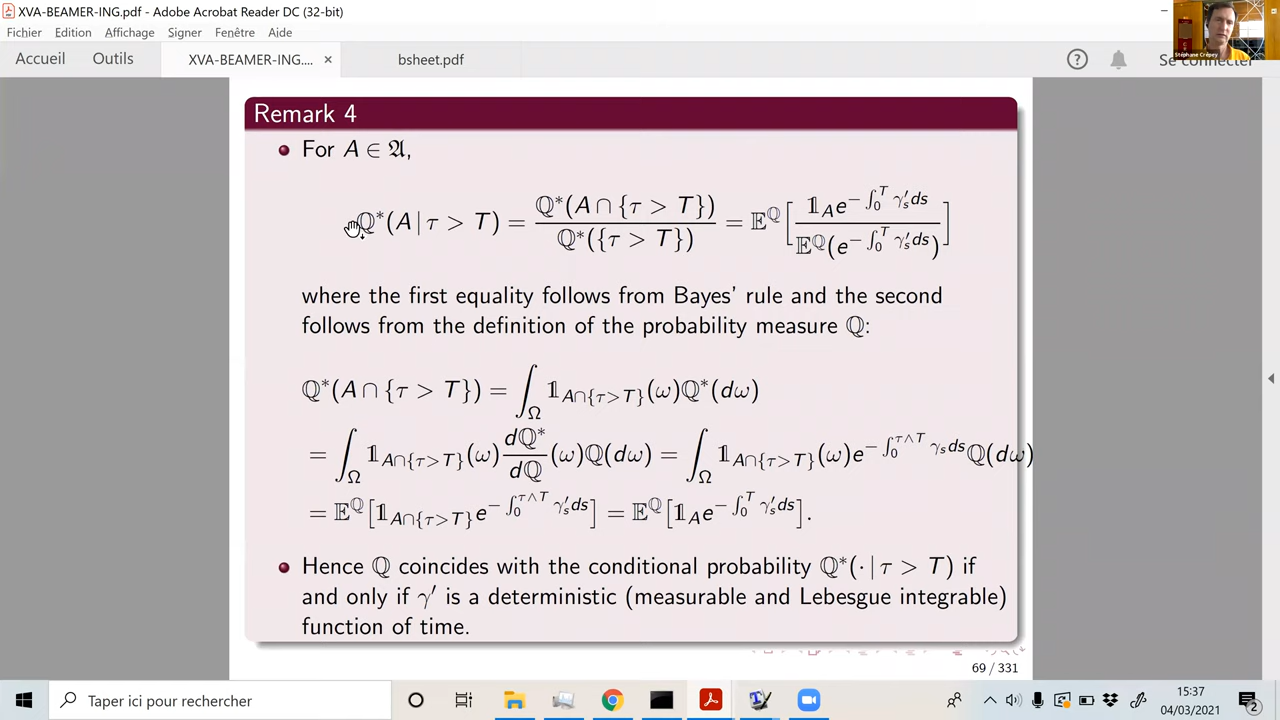 XVA-BEAMER-ING.pdf - Adobe Acrobat Reader DC (32-bit)
Fichier Edition Affichage Signer Fenêtre Aide
Accueil Outils XVA-BEAMER-ING.... × bsheet.pdf ? Se connecter
Stéphane Crépey
Remark 4
• For A ∈ 𝔄,
ℚ*(A | τ > T) = ℚ*(A ∩ {τ > T}) / ℚ*({τ > T}) = 𝔼^ℚ[ 𝟙_A e^{−∫_0^T γ'_s ds} / 𝔼^ℚ(e^{−∫_0^T γ'_s ds}) ]
where the first equality follows from Bayes' rule and the second
follows from the definition of the probability measure ℚ:
ℚ*(A ∩ {τ > T}) = ∫_Ω 𝟙_{A∩{τ>T}}(ω)ℚ*(dω)
= ∫_Ω 𝟙_{A∩{τ>T}}(ω) dℚ*/dℚ (ω)ℚ(dω) = ∫_Ω 𝟙_{A∩{τ>T}}(ω)e^{−∫_0^{τ∧T} γ_s ds}ℚ(dω)
= 𝔼^ℚ[𝟙_{A∩{τ>T}} e^{−∫_0^{τ∧T} γ'_s ds}] = 𝔼^ℚ[𝟙_A e^{−∫_0^T γ'_s ds}].
• Hence ℚ coincides with the conditional probability ℚ*(· | τ > T) if
and only if γ' is a deterministic (measurable and Lebesgue integrable)
function of time.
69 / 331
Taper ici pour rechercher
15:37
04/03/2021
2